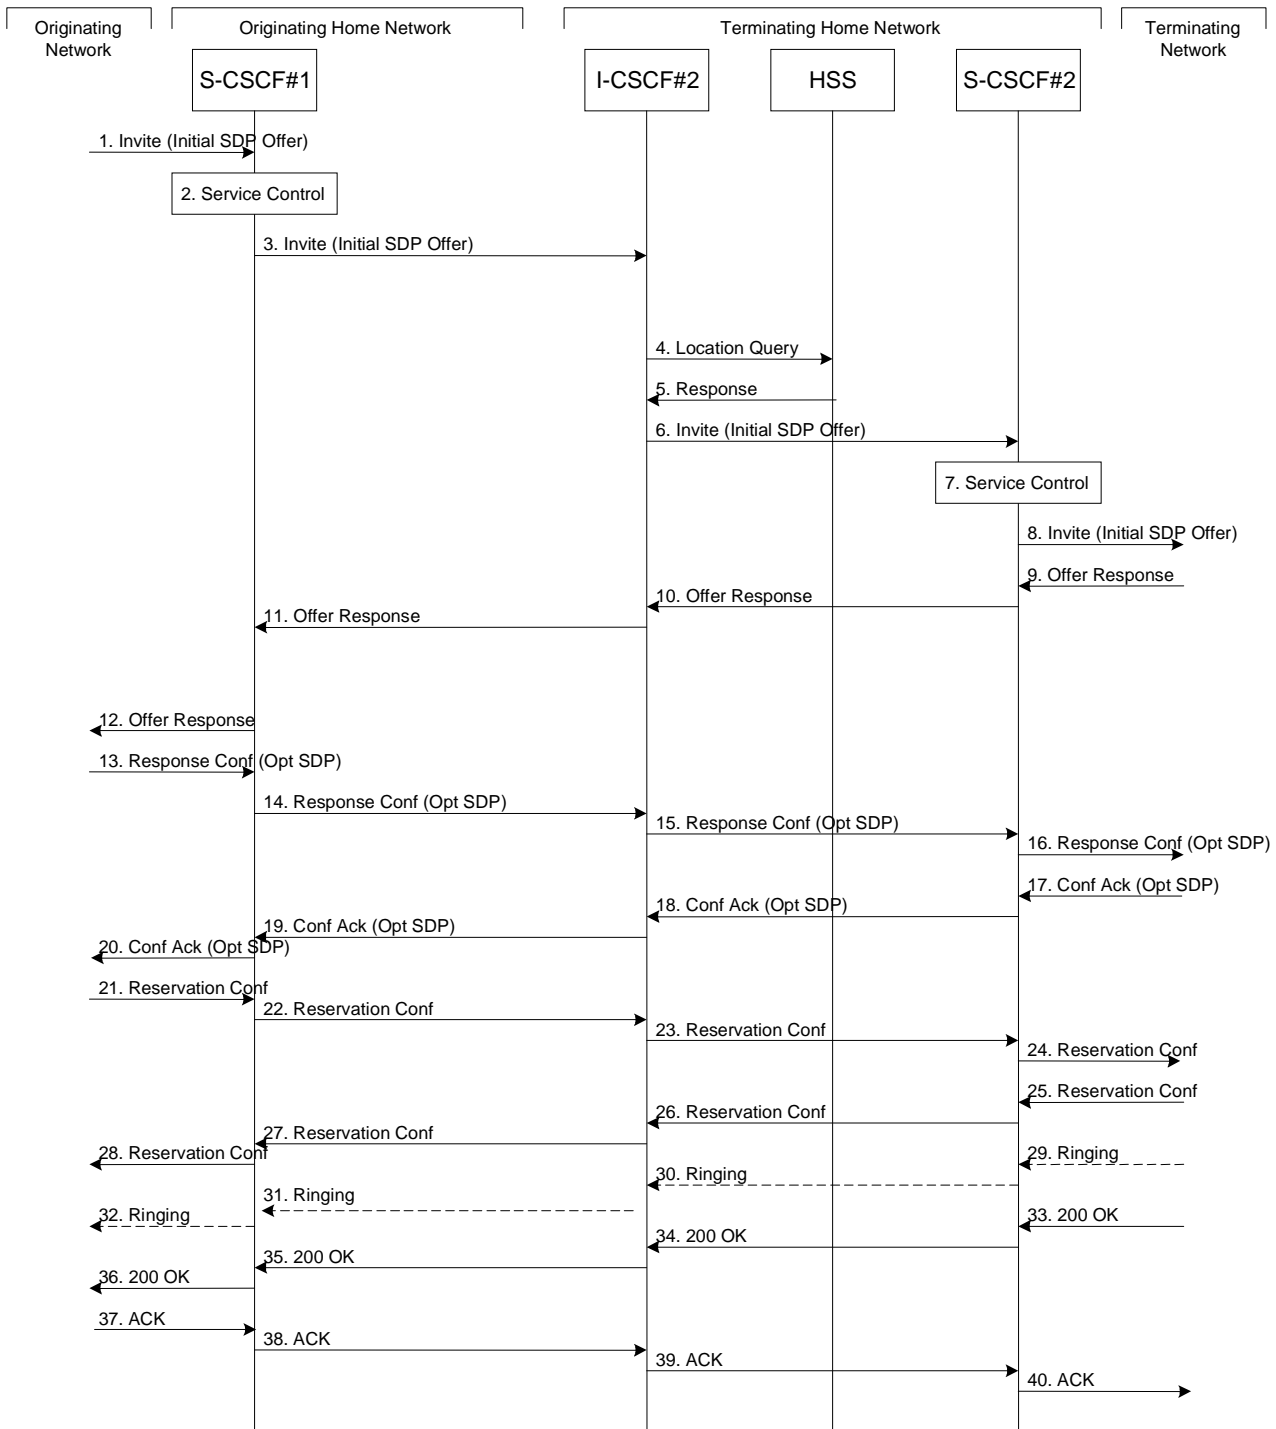 Originating
Network
Originating Home Network
Terminating Home Network
Terminating
Network
S-CSCF#1
I-CSCF#2
HSS
S-CSCF#2
1. Invite (Initial SDP Offer)
2. Service Control
3. Invite (Initial SDP Offer)
4. Location Query
5. Response
6. Invite (Initial SDP Offer)
7. Service Control
8. Invite (Initial SDP Offer)
9. Offer Response
10. Offer Response
11. Offer Response
12. Offer Response
13. Response Conf (Opt SDP)
14. Response Conf (Opt SDP)
15. Response Conf (Opt SDP)
16. Response Conf (Opt SDP)
17. Conf Ack (Opt SDP)
18. Conf Ack (Opt SDP)
19. Conf Ack (Opt SDP)
20. Conf Ack (Opt SDP)
21. Reservation Conf
22. Reservation Conf
23. Reservation Conf
24. Reservation Conf
25. Reservation Conf
26. Reservation Conf
27. Reservation Conf
28. Reservation Conf
29. Ringing
30. Ringing
31. Ringing
32. Ringing
33. 200 OK
34. 200 OK
35. 200 OK
36. 200 OK
37. ACK
38. ACK
39. ACK
40. ACK